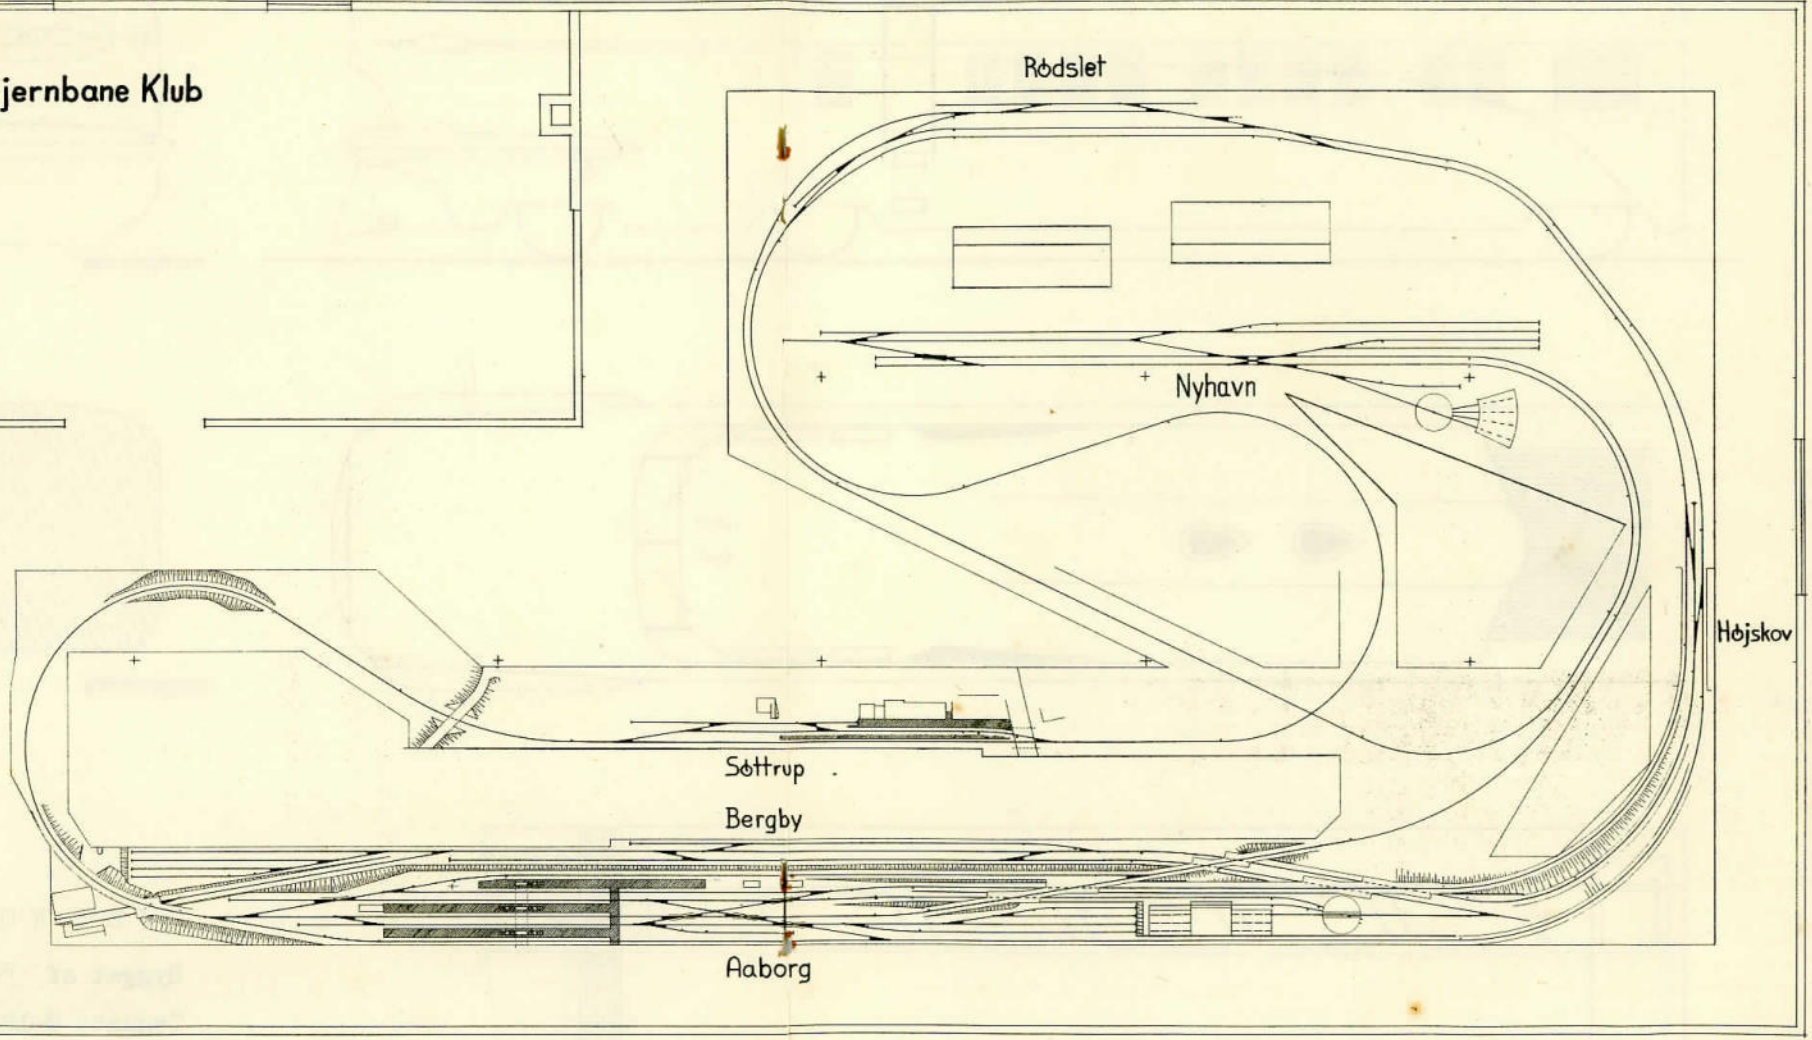 jernbane Klub
Rødslet
Nyhavn
Højskov
Søttrup
Bergby
Aaborg